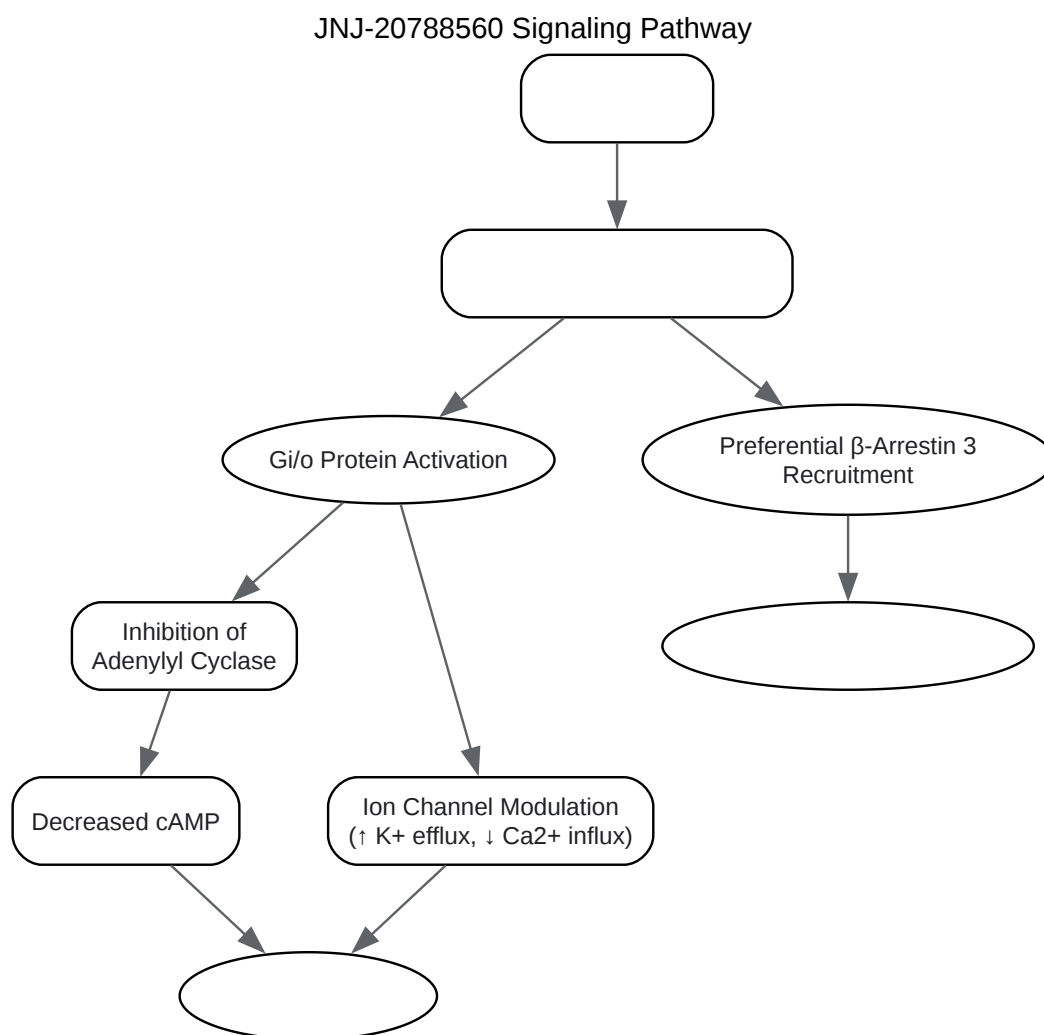 JNJ-20788560 Signaling Pathway
Gi/o Protein Activation
Preferential β-Arrestin 3
Recruitment
Inhibition of
Adenylyl Cyclase
Decreased cAMP
Ion Channel Modulation
(↑ K+ efflux, ↓ Ca2+ influx)